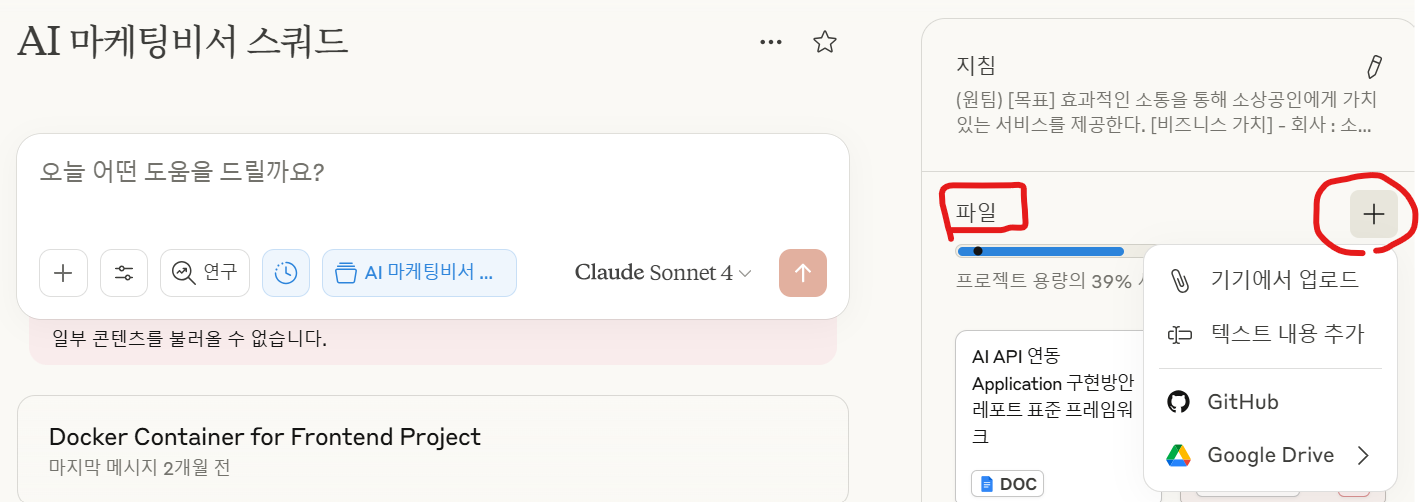 AI 마케팅비서 스쿼드
오늘 어떤 도움을 드릴까요?
연구
AI 마케팅비서 ...
Claude Sonnet 4
일부 콘텐츠를 불러올 수 없습니다.
Docker Container for Frontend Project
마지막 메시지 2개월 전
지침
(원팀) [목표] 효과적인 소통을 통해 소상공인에게 가치
있는 서비스를 제공한다. [비즈니스 가치] - 회사 : 소...
파일
프로젝트 용량의 39%
기기에서 업로드
텍스트 내용 추가
GitHub
Google Drive
AI API 연동
Application 구현방안
레포트 표준 프레임워
크
DOC